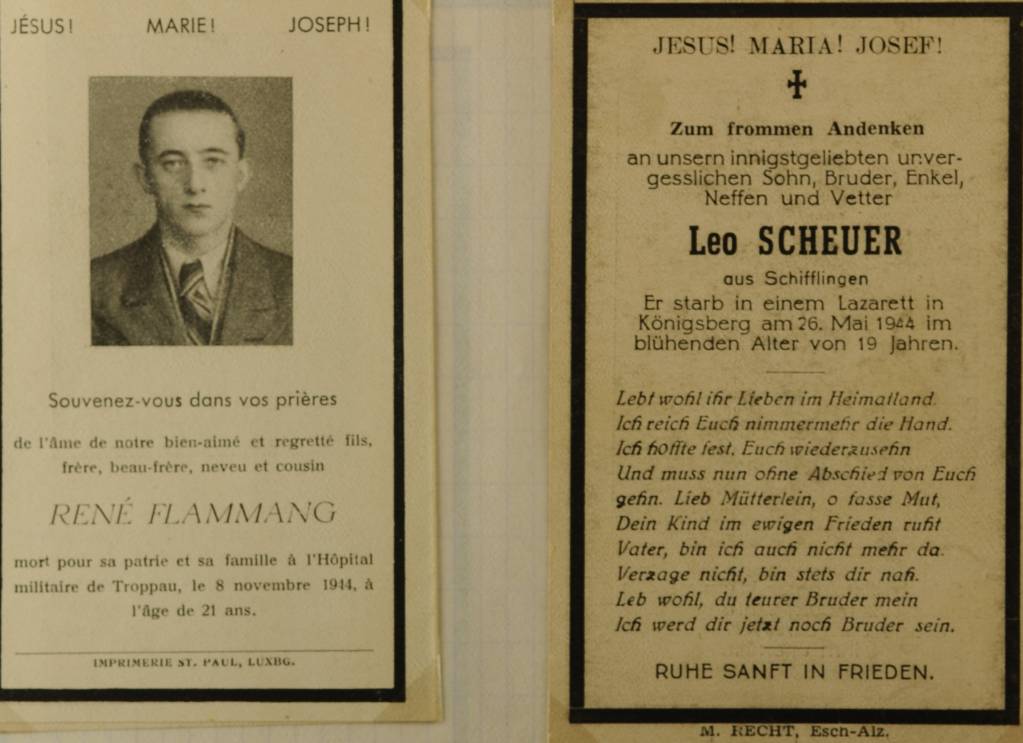 JÉSUS! MARIE! JOSEPH!
Souvenez-vous dans vos prières
de l'âme de notre bien-aimé et regretté fils,
frère, beau-frère, neveu et cousin
RENÉ FLAMMANG
mort pour sa patrie et sa famille à l'Hôpital
militaire de Troppau, le 8 novembre 1944, à
l'âge de 21 ans.
IMPRIMERIE ST. PAUL, LUXBG.
JESUS! MARIA! JOSEF!
Zum frommen Andenken
an unsern innigstgeliebten unver-
gesslichen Sohn, Bruder, Enkel,
Neffen und Vetter
Leo SCHEUER
aus Schifflingen
Er starb in einem Lazarett in
Königsberg am 26. Mai 1944 im
blühenden Alter von 19 Jahren.
Lebt wohl ihr Lieben im Heimatland.
Ich reich Euch nimmermehr die Hand.
Ich hoffte fest, Euch wiederzusehn
Und muss nun ohne Abschied von Euch
gehn. Lieb Mütterlein, o fasse Mut,
Dein Kind im ewigen Frieden ruht
Vater, bin ich auch nicht mehr da.
Verzage nicht, bin stets dir nah.
Leb wohl, du teurer Bruder mein
Ich werd dir jetzt noch Bruder sein.
RUHE SANFT IN FRIEDEN.
M. RECHT, Esch-Alz.